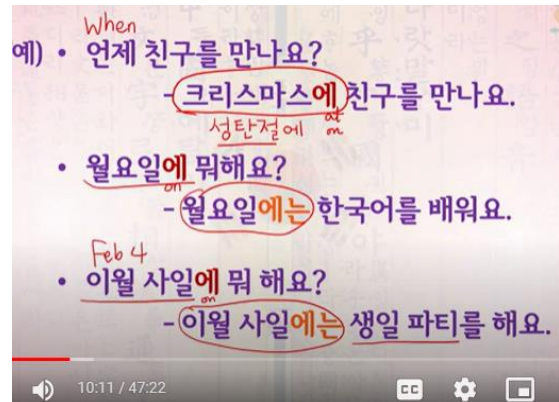 When
예) • 언제 친구를 만나요?
- 크리스마스에 친구를 만나요.
성탄절에 at
on
• 월요일에 뭐해요?
on
- 월요일에는 한국어를 배워요.
Feb 4
• 이월 사일에 뭐 해요?
on
- 이월 사일에는 생일 파티를 해요.
10:11 / 47:22 CC